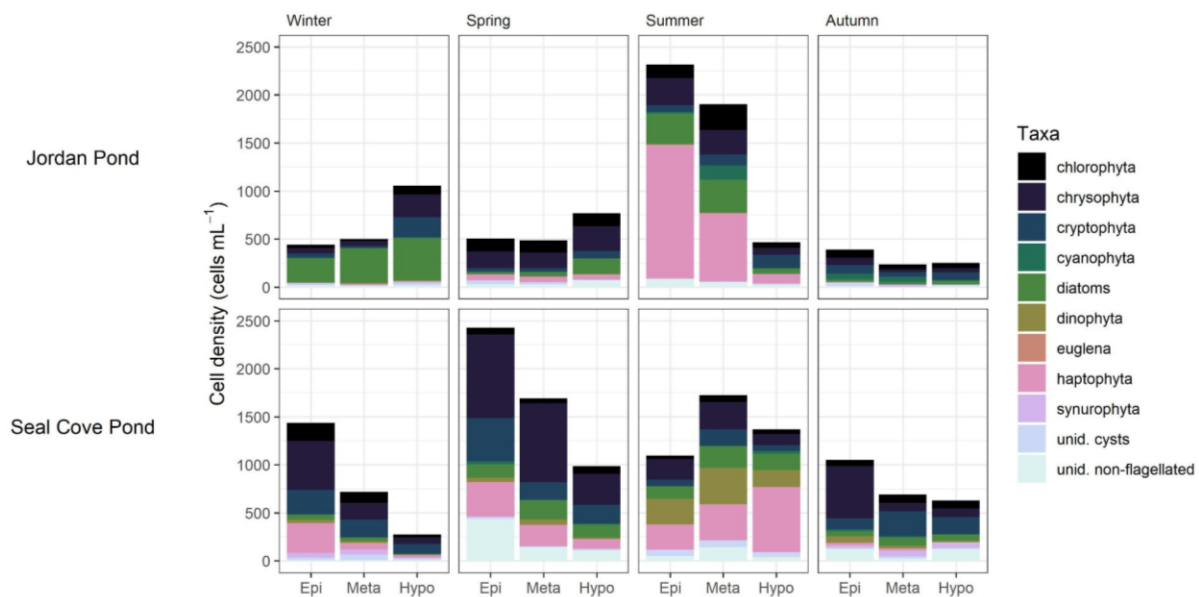 Winter Spring Summer Autumn
Jordan Pond
Seal Cove Pond
Cell density (cells mL⁻¹)
2500
2000
1500
1000
500
0
2500
2000
1500
1000
500
0
Epi Meta Hypo Epi Meta Hypo Epi Meta Hypo Epi Meta Hypo
Taxa
chlorophyta
chrysophyta
cryptophyta
cyanophyta
diatoms
dinophyta
euglena
haptophyta
synurophyta
unid. cysts
unid. non-flagellated